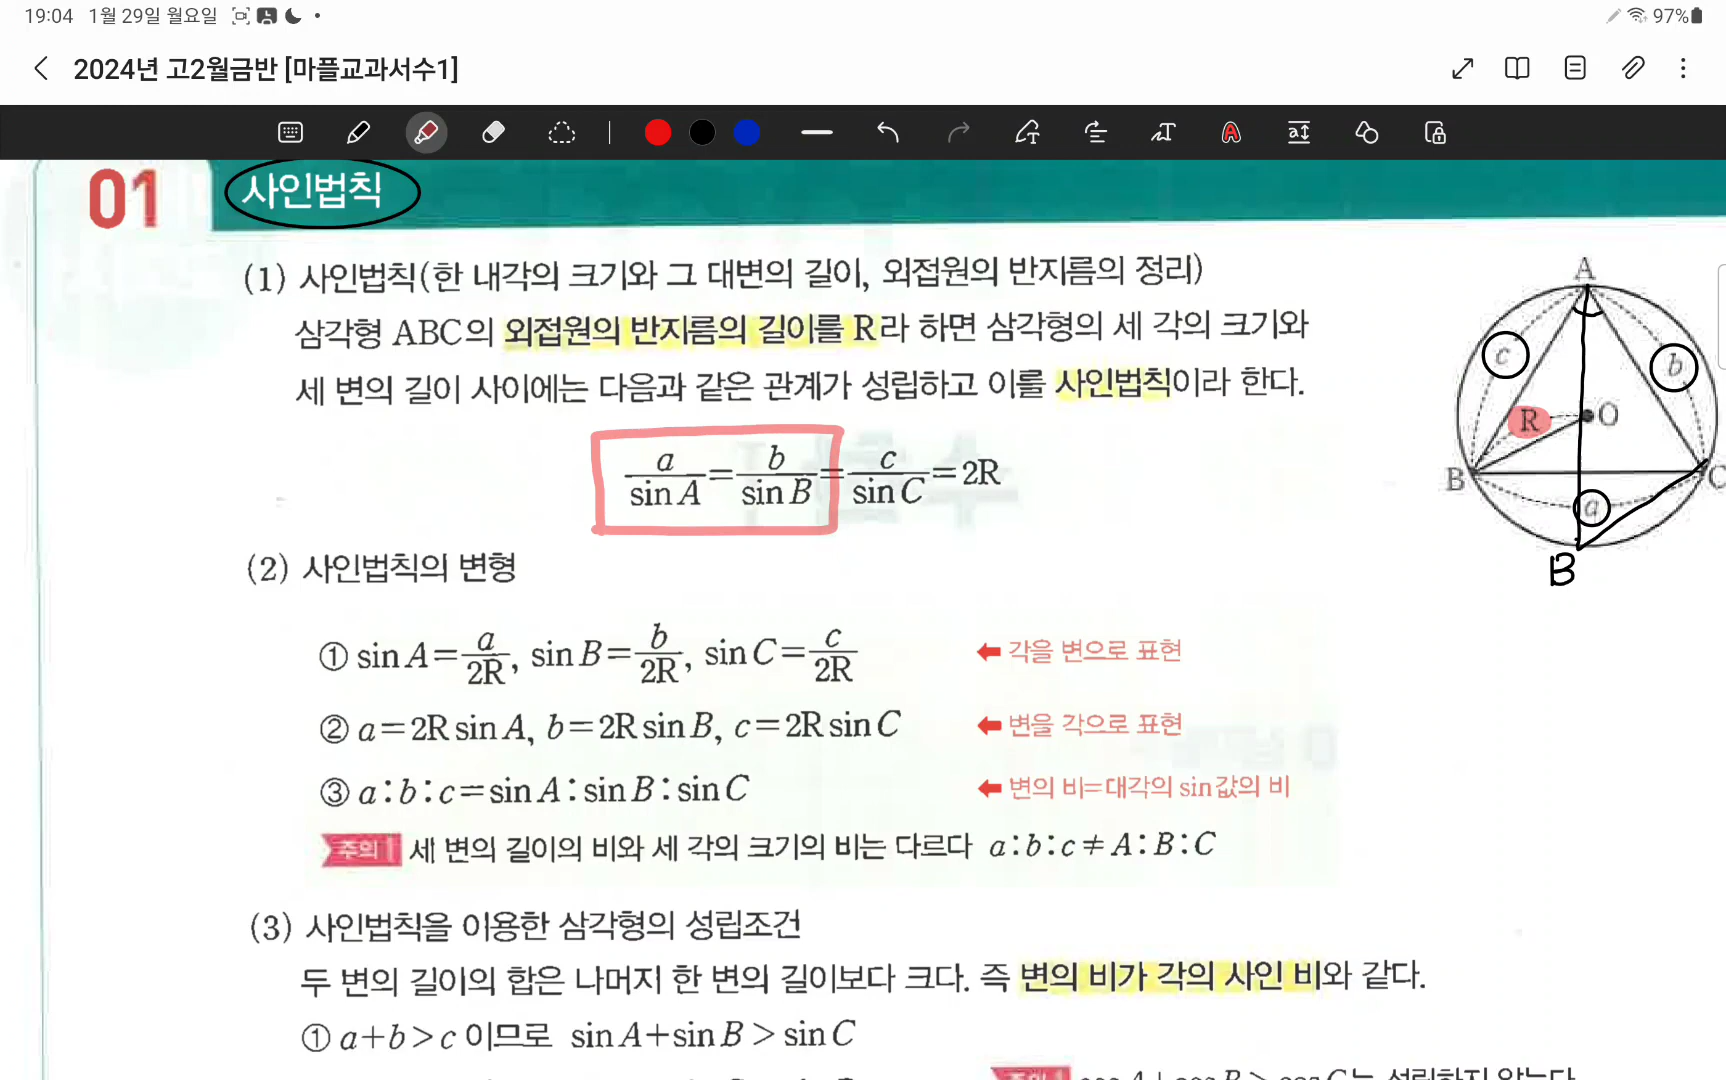 19:04 1월 29일 월요일 97%
2024년 고2월금반 [마플교과서수1]
01 사인법칙
(1) 사인법칙(한 내각의 크기와 그 대변의 길이, 외접원의 반지름의 정리)
삼각형 ABC의 외접원의 반지름의 길이를 R라 하면 삼각형의 세 각의 크기와
세 변의 길이 사이에는 다음과 같은 관계가 성립하고 이를 사인법칙이라 한다.
a/sin A = b/sin B = c/sin C = 2R
A
c b
R O
B C
a
B
(2) 사인법칙의 변형
① sin A = a/2R, sin B = b/2R, sin C = c/2R ← 각을 변으로 표현
② a=2R sin A, b=2R sin B, c=2R sin C ← 변을 각으로 표현
③ a:b:c=sin A:sin B:sin C ← 변의 비=대각의 sin값의 비
주의1 세 변의 길이의 비와 세 각의 크기의 비는 다르다 a:b:c≠A:B:C
(3) 사인법칙을 이용한 삼각형의 성립조건
두 변의 길이의 합은 나머지 한 변의 길이보다 크다. 즉 변의 비가 각의 사인 비와 같다.
① a+b>c 이므로 sin A+sin B>sin C